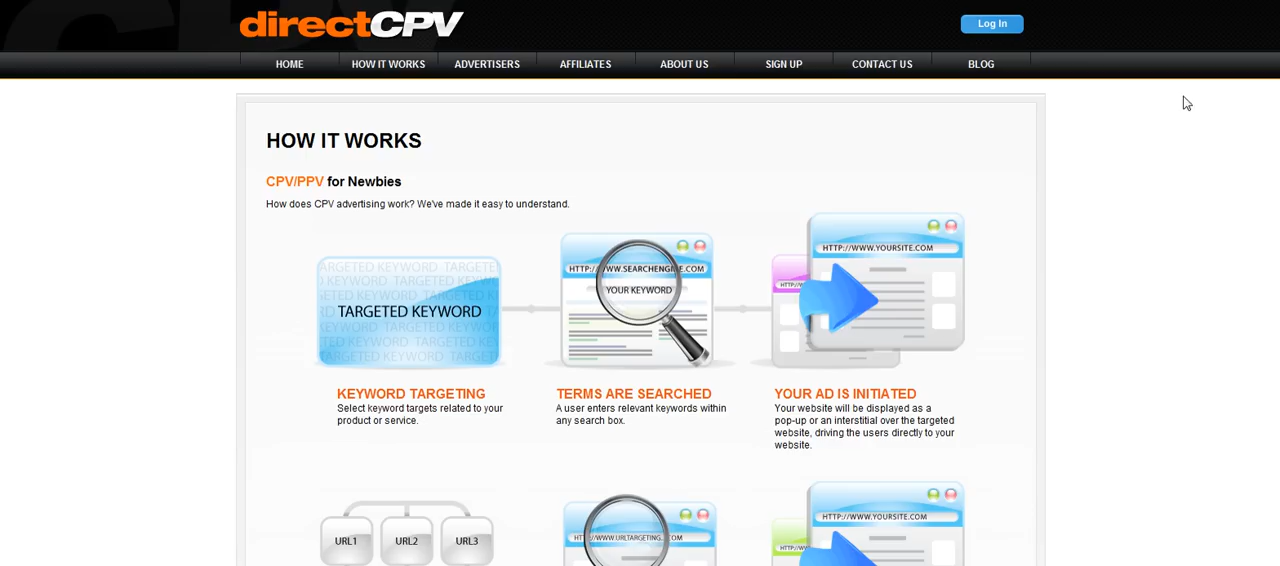 directCPV
Log In
HOME HOW IT WORKS ADVERTISERS AFFILIATES ABOUT US SIGN UP CONTACT US BLOG
HOW IT WORKS
CPV/PPV for Newbies
How does CPV advertising work? We've made it easy to understand.
TARGETED KEYWORD
HTTP://WWW.SEARCHENGINE.COM
YOUR KEYWORD
HTTP://WWW.YOURSITE.COM
KEYWORD TARGETING
Select keyword targets related to your
product or service.
TERMS ARE SEARCHED
A user enters relevant keywords within
any search box.
YOUR AD IS INITIATED
Your website will be displayed as a
pop-up or an interstitial over the targeted
website, driving the users directly to your
website.
URL1 URL2 URL3
HTTP://WWW.YOURSITE.COM